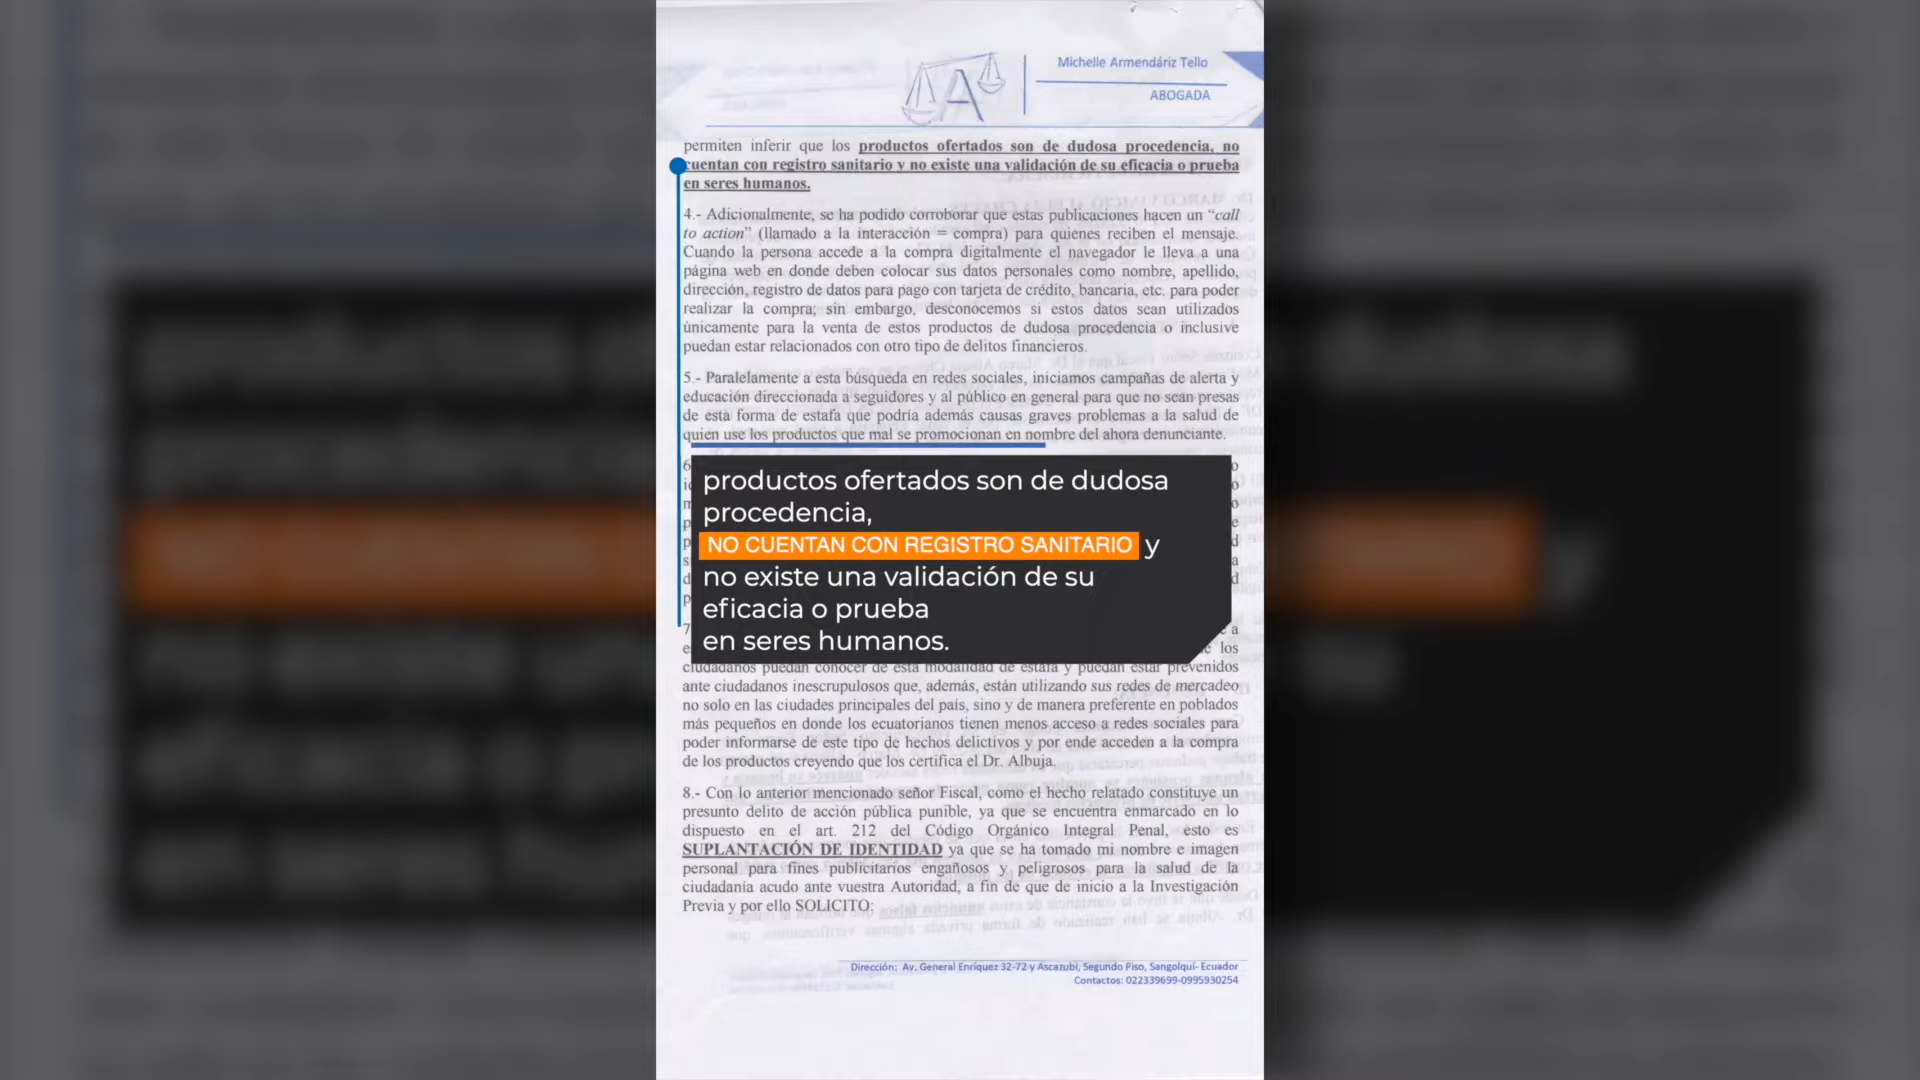 Michelle Armendáriz Tello
ABOGADA
permiten inferir que los productos ofertados son de dudosa procedencia, no
cuentan con registro sanitario y no existe una validación de su eficacia o prueba
en seres humanos.
4.- Adicionalmente, se ha podido corroborar que estas publicaciones hacen un “call
to action” (llamado a la interacción = compra) para quienes reciben el mensaje.
Cuando la persona accede a la compra digitalmente el navegador le lleva a una
página web en donde deben colocar sus datos personales como nombre, apellido,
dirección, registro de datos para pago con tarjeta de crédito, bancaria, etc. para poder
realizar la compra; sin embargo, desconocemos si estos datos sean utilizados
únicamente para la venta de estos productos de dudosa procedencia o inclusive
puedan estar relacionados con otro tipo de delitos financieros.
5.- Paralelamente a esta búsqueda en redes sociales, iniciamos campañas de alerta y
educación direccionada a seguidores y al público en general para que no sean presas
de esta forma de estafa que podría además causas graves problemas a la salud de
quien use los productos que mal se promocionan en nombre del ahora denunciante.
productos ofertados son de dudosa
procedencia,
NO CUENTAN CON REGISTRO SANITARIO y
no existe una validación de su
eficacia o prueba
en seres humanos.
los
ciudadanos puedan conocer de esta modalidad de estafa y puedan estar prevenidos
ante ciudadanos inescrupulosos que, además, están utilizando sus redes de mercadeo
no solo en las ciudades principales del país, sino y de manera preferente en poblados
más pequeños en donde los ecuatorianos tienen menos acceso a redes sociales para
poder informarse de este tipo de hechos delictivos y por ende acceden a la compra
de los productos creyendo que los certifica el Dr. Albuja.
8.- Con lo anterior mencionado señor Fiscal, como el hecho relatado constituye un
presunto delito de acción pública punible, ya que se encuentra enmarcado en lo
dispuesto en el art. 212 del Código Orgánico Integral Penal, esto es
SUPLANTACIÓN DE IDENTIDAD ya que se ha tomado mi nombre e imagen
personal para fines publicitarios engañosos y peligrosos para la salud de la
ciudadanía acudo ante vuestra Autoridad, a fin de que de inicio a la Investigación
Previa y por ello SOLICITO:
Dirección: Av. General Enríquez 32-72 y Ascazubi, Segundo Piso, Sangolquí- Ecuador
Contactos: 022339699-0995930254